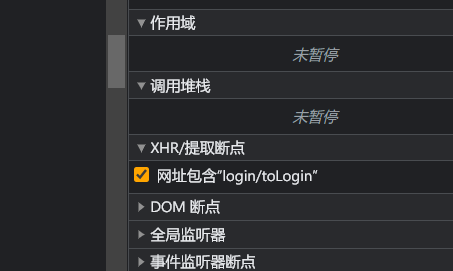 作用域
未暂停
调用堆栈
未暂停
XHR/提取断点
网址包含"login/toLogin"
DOM 断点
全局监听器
事件监听器断点